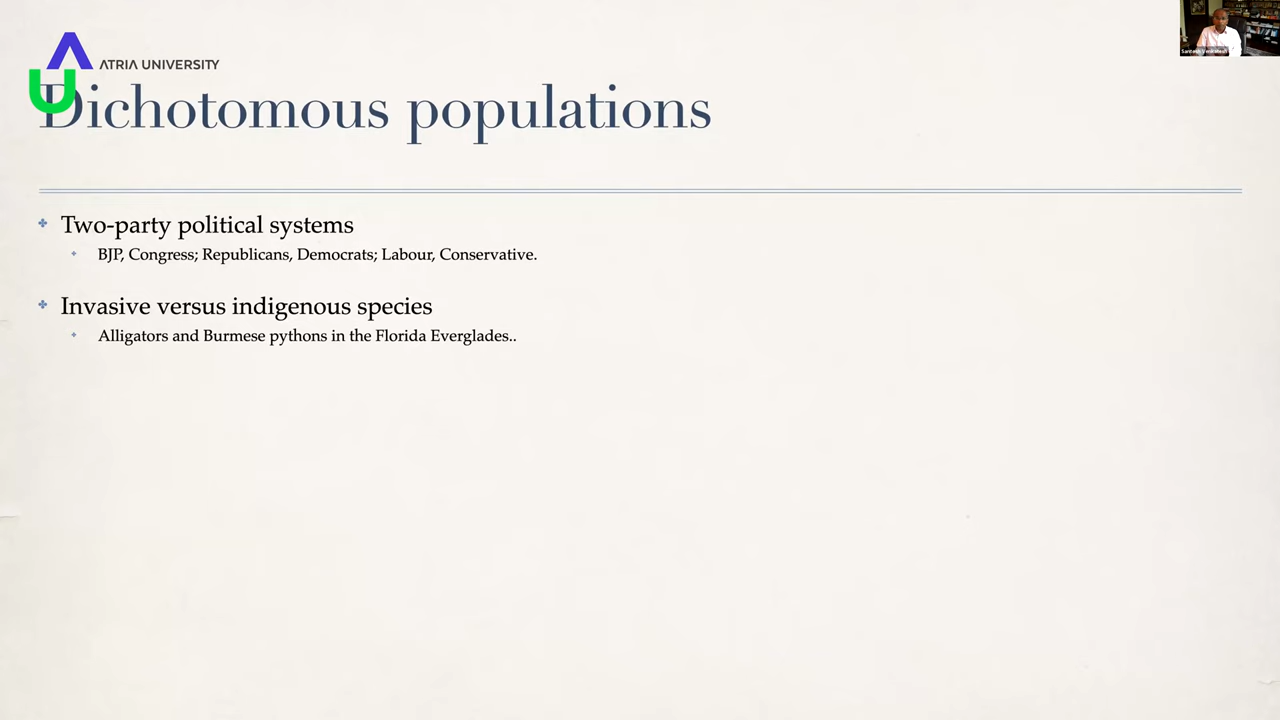 ATRIA UNIVERSITY
Dichotomous populations
Two-party political systems
BJP, Congress; Republicans, Democrats; Labour, Conservative.
Invasive versus indigenous species
Alligators and Burmese pythons in the Florida Everglades..